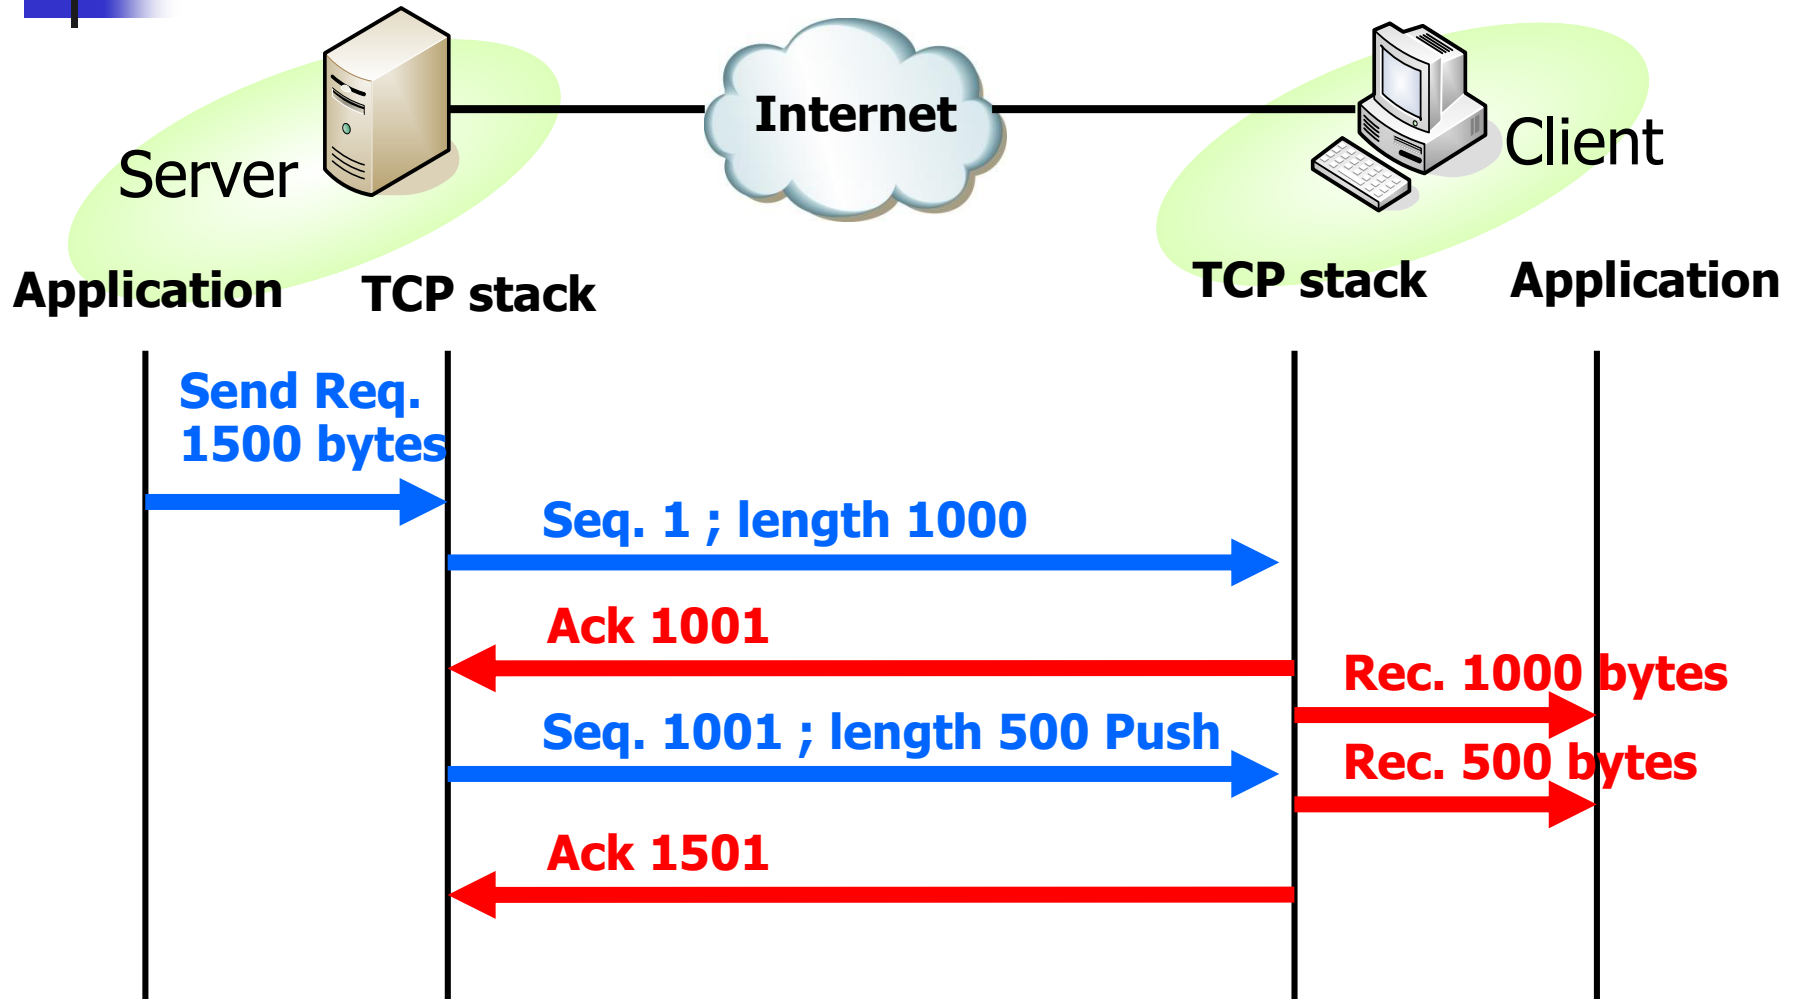 Internet
Server
Client
Application
TCP stack
TCP stack
Application
Send Req.
1500 bytes
Seq. 1 ; length 1000
Ack 1001
Rec. 1000 bytes
Seq. 1001 ; length 500 Push
Rec. 500 bytes
Ack 1501